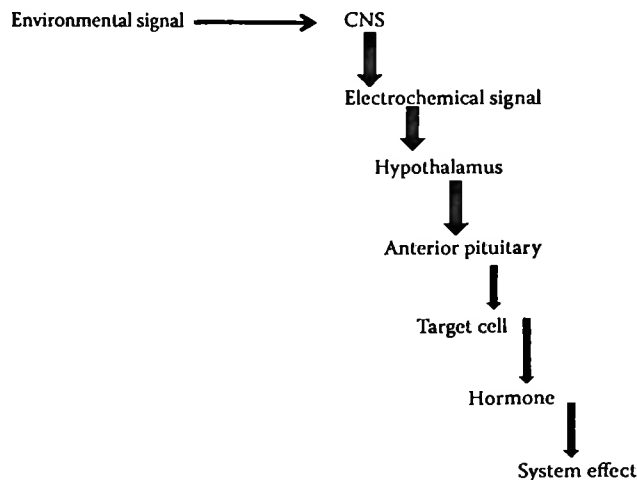 Environmental signal CNS
Electrochemical signal
Hypothalamus
Anterior pituitary
Target cell
Hormone
System effect